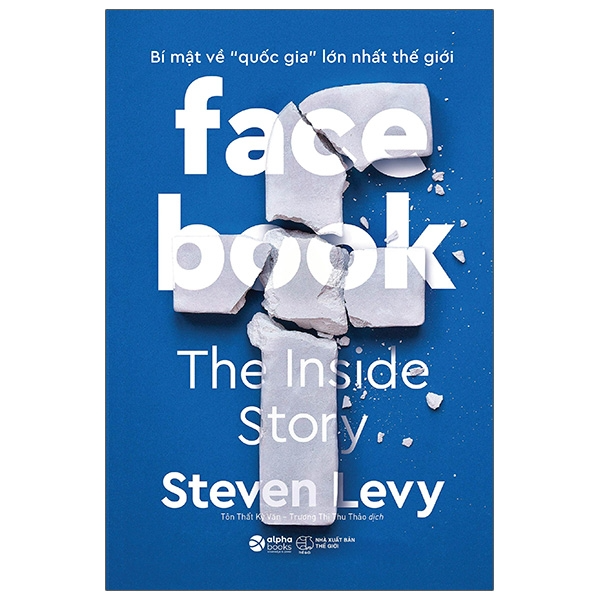 Bí mật về “quốc gia” lớn nhất thế giới
face
book
The Inside
Story
Steven Levy
Tôn Thất Kỳ Văn – Trương Thị Thu Thảo dịch
alpha
books
NHÀ XUẤT BẢN
THẾ GIỚI